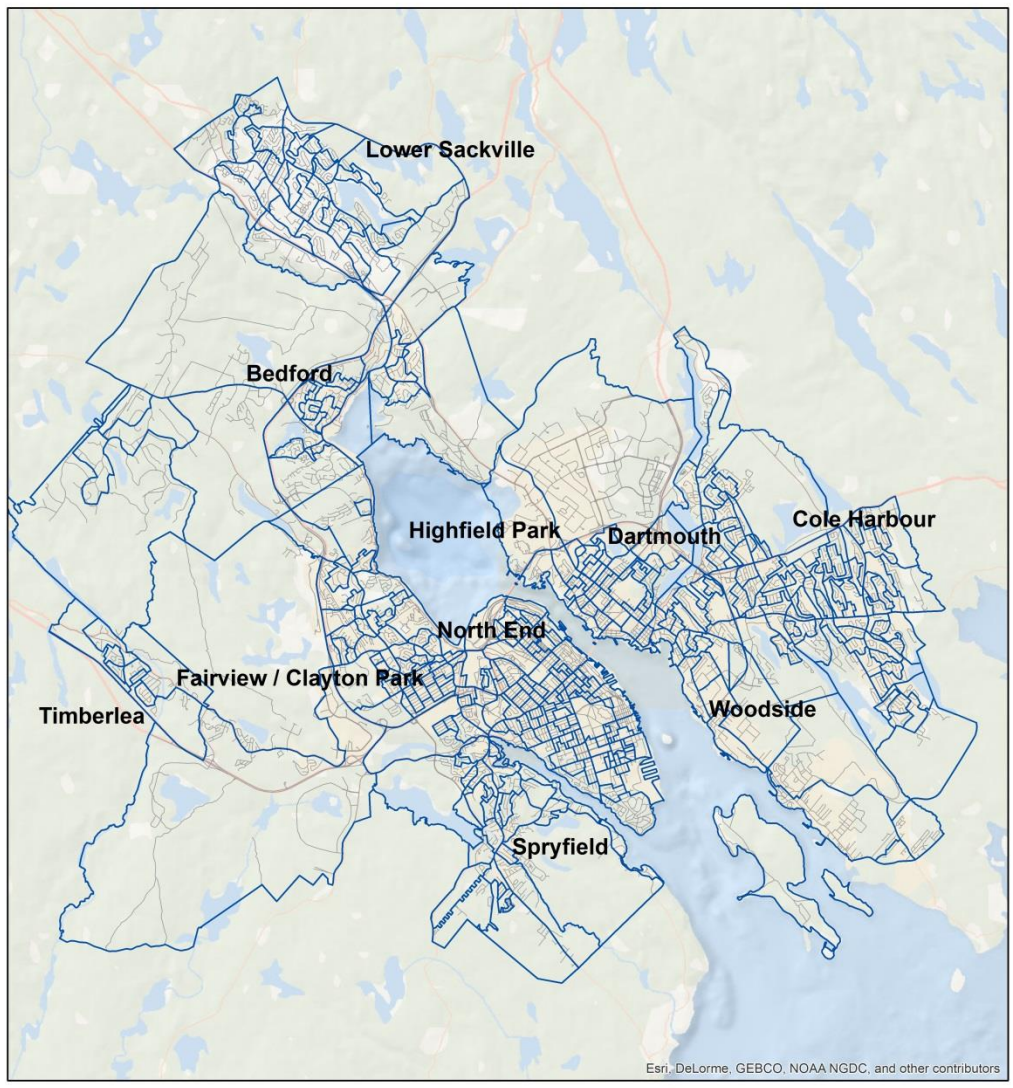 Lower Sackville
Bedford
Highfield Park
Dartmouth
Cole Harbour
North End
Fairview / Clayton Park
Timberlea
Woodside
Spryfield
Esri, DeLorme, GEBCO, NOAA NGDC, and other contributors